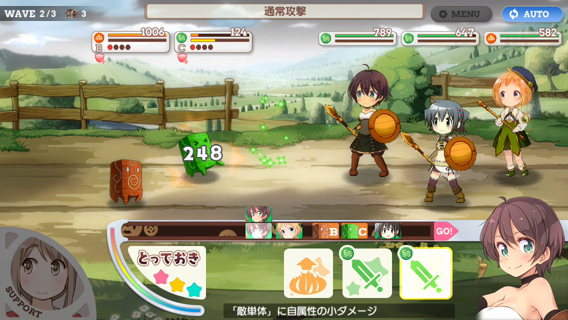 WAVE 2/3 3
通常攻撃
MENU
AUTO
B 1006
C 124
789
647
582
248
B C GO!
とっておき
SUPPORT
「敵単体」に自属性の小ダメージ